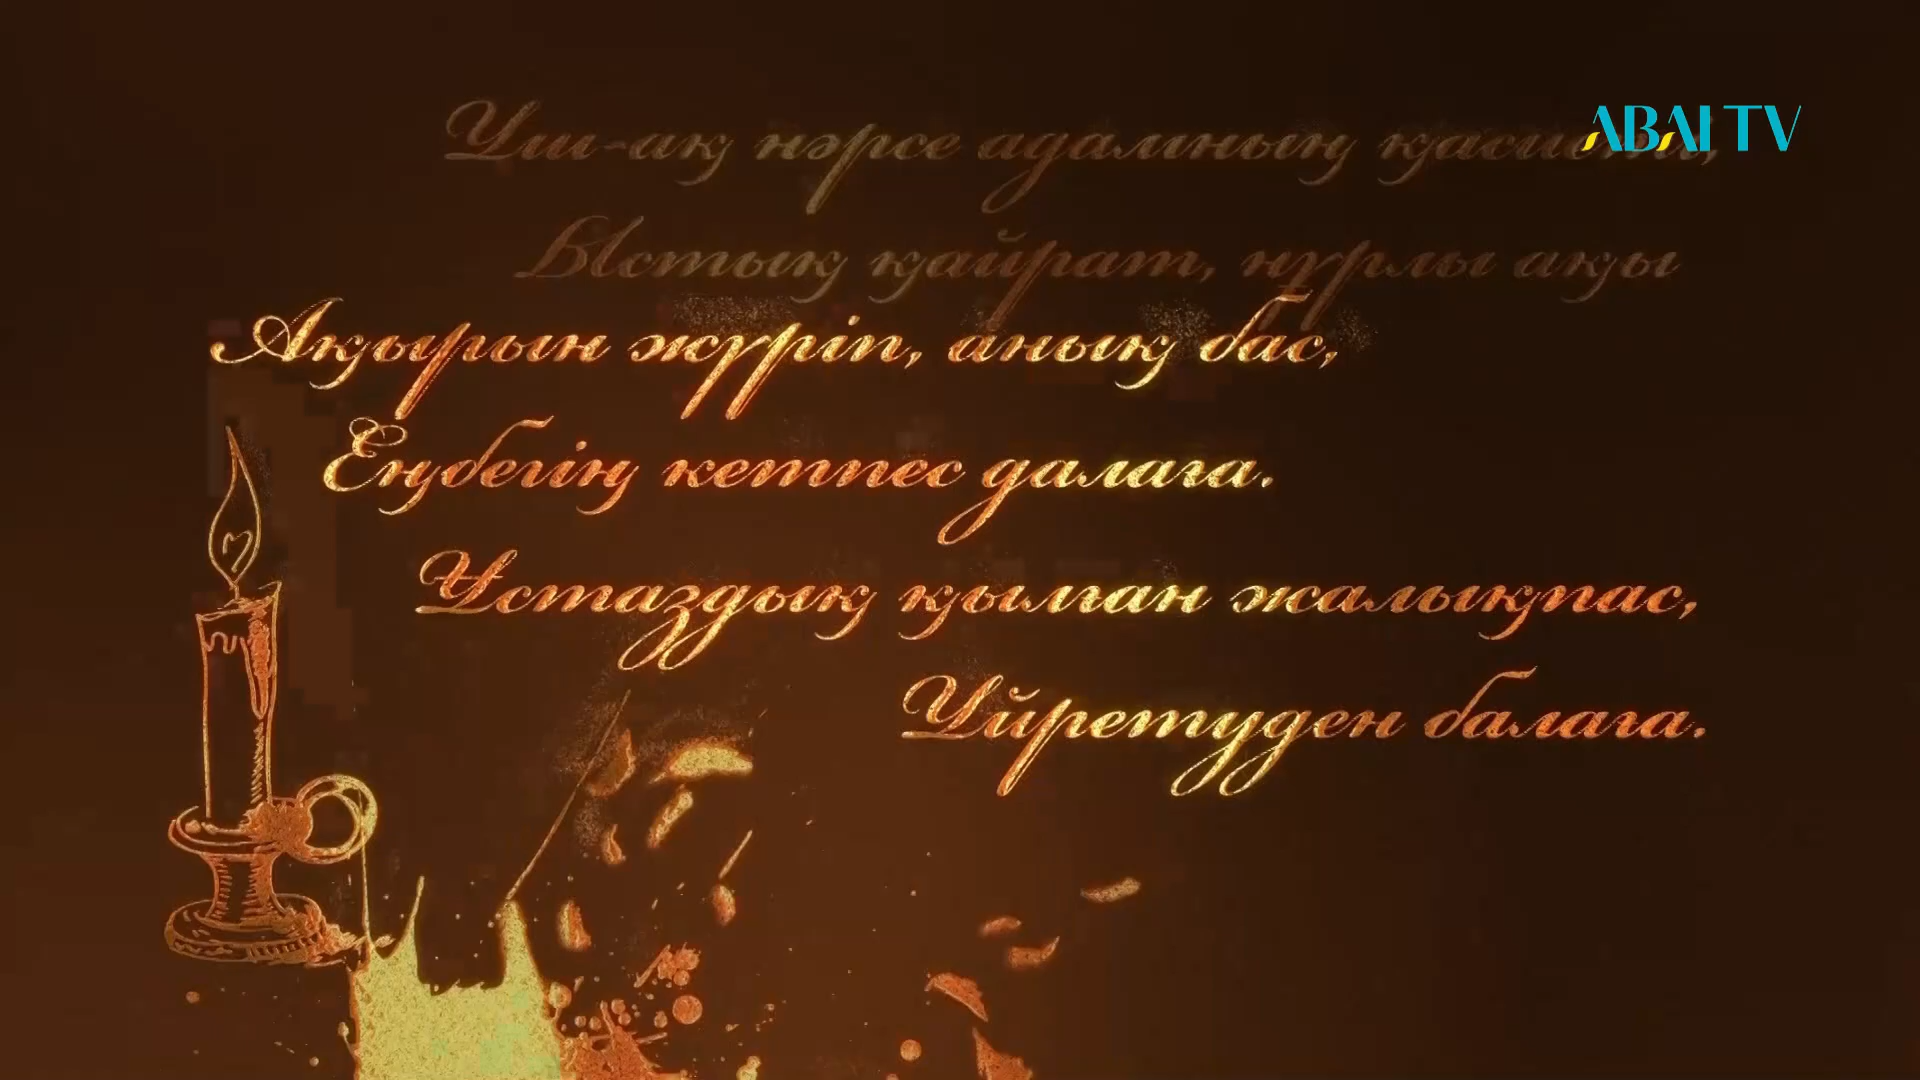 ABAI TV
Үш-ақ нәрсе адамның қасиеті,
Ыстық қайрат, нұрлы ақы
Ақырын жүріп, анық бас,
Еңбегің кетпес далаға.
Ұстаздық қылған жалықпас,
Үйретуден балаға.